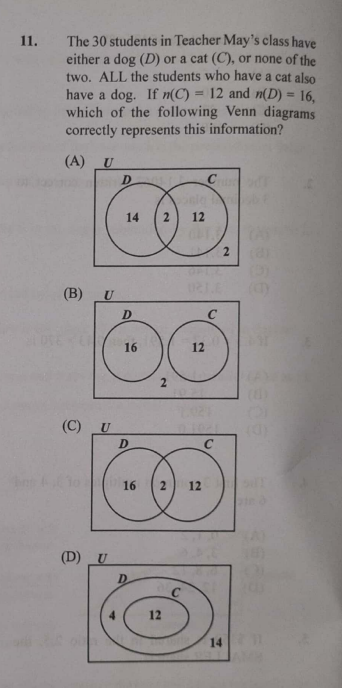 11. The 30 students in Teacher May's class have
either a dog (D) or a cat (C), or none of the
two. ALL the students who have a cat also
have a dog. If n(C) = 12 and n(D) = 16,
which of the following Venn diagrams
correctly represents this information?
(A) U
D C
14 2 12
2
(B) U
D C
16 12
2
(C) U
D C
16 2 12
(D) U
D
C
4 12
14